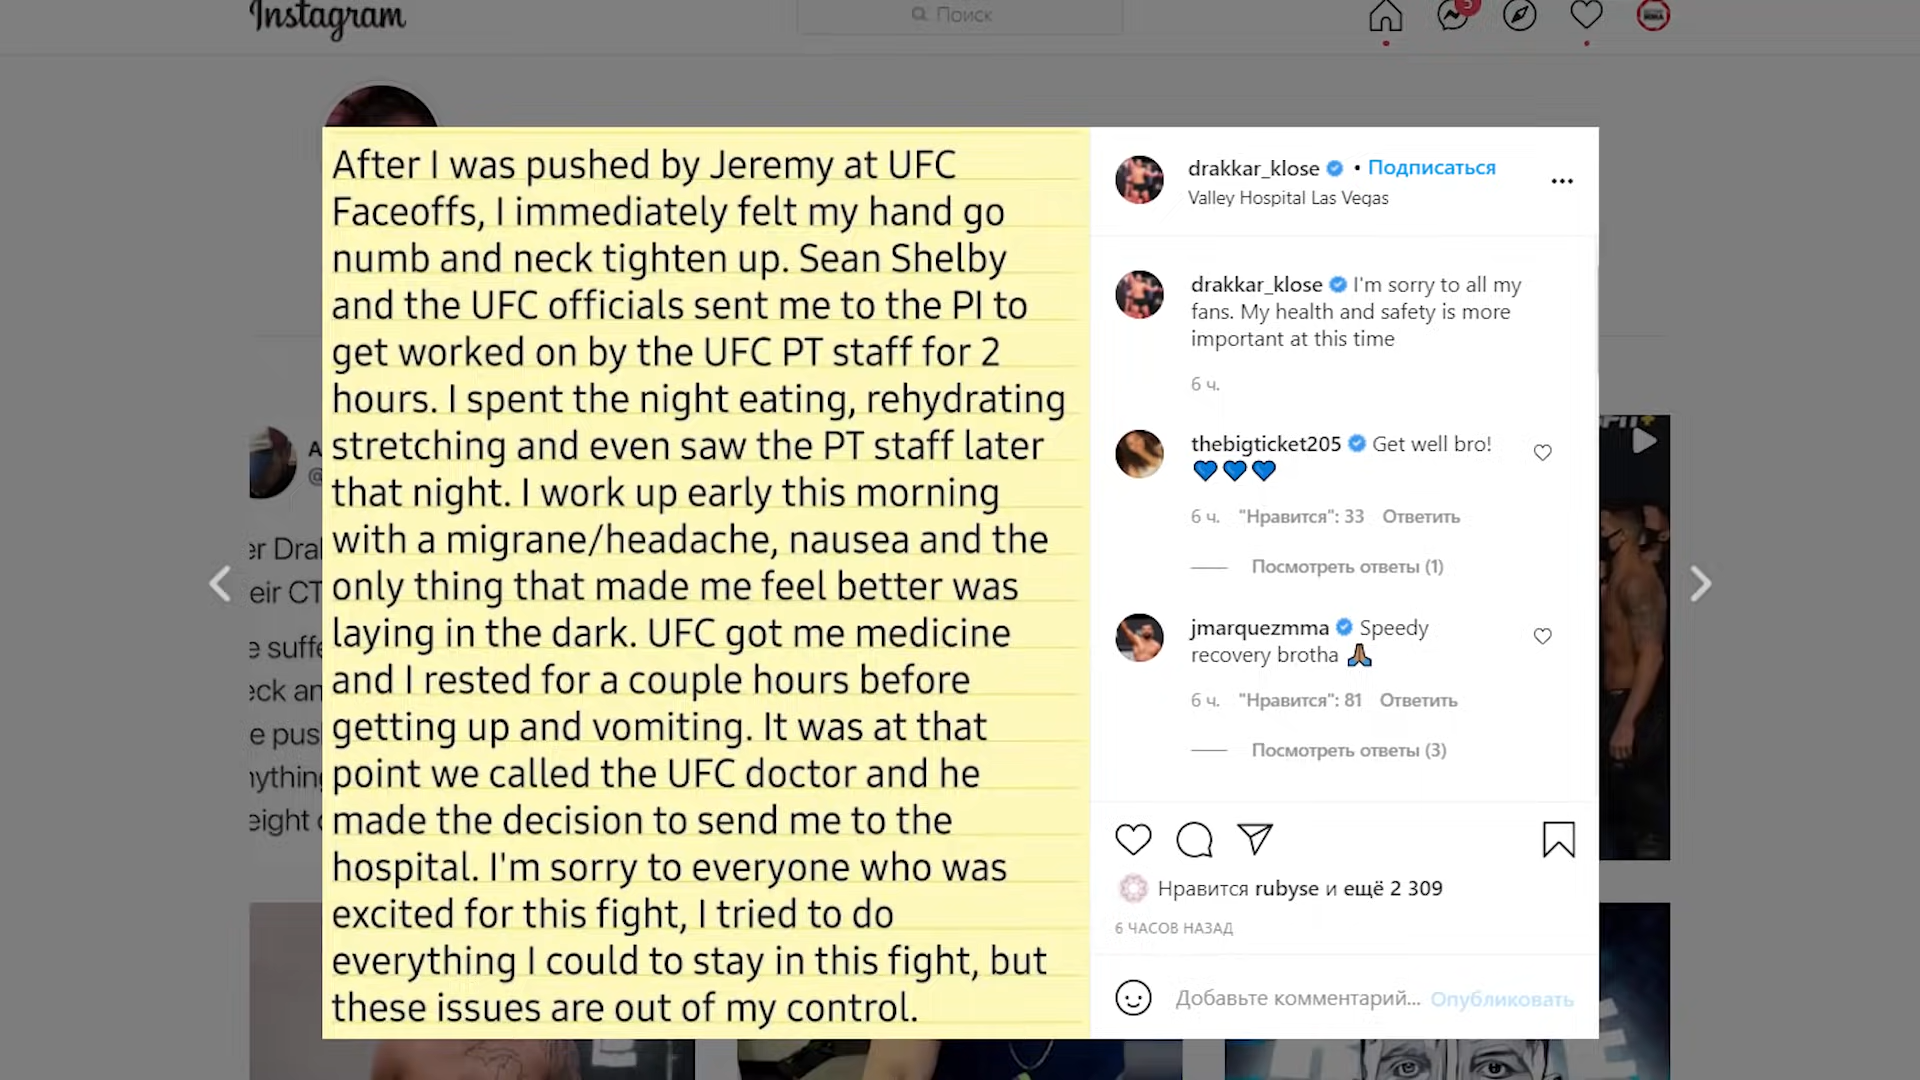 Instagram
Поиск
5
After I was pushed by Jeremy at UFC
Faceoffs, I immediately felt my hand go
numb and neck tighten up. Sean Shelby
and the UFC officials sent me to the PI to
get worked on by the UFC PT staff for 2
hours. I spent the night eating, rehydrating
stretching and even saw the PT staff later
that night. I work up early this morning
with a migrane/headache, nausea and the
only thing that made me feel better was
laying in the dark. UFC got me medicine
and I rested for a couple hours before
getting up and vomiting. It was at that
point we called the UFC doctor and he
made the decision to send me to the
hospital. I'm sorry to everyone who was
excited for this fight, I tried to do
everything I could to stay in this fight, but
these issues are out of my control.
drakkar_klose • Подписаться
Valley Hospital Las Vegas
drakkar_klose I'm sorry to all my
fans. My health and safety is more
important at this time
6 ч.
thebigticket205 Get well bro!
💙💙💙
6 ч. "Нравится": 33 Ответить
Посмотреть ответы (1)
jmarquezmma Speedy
recovery brotha 🙏🏽
6 ч. "Нравится": 81 Ответить
Посмотреть ответы (3)
Нравится rubyse и ещё 2 309
6 ЧАСОВ НАЗАД
Добавьте комментарий... Опубликовать